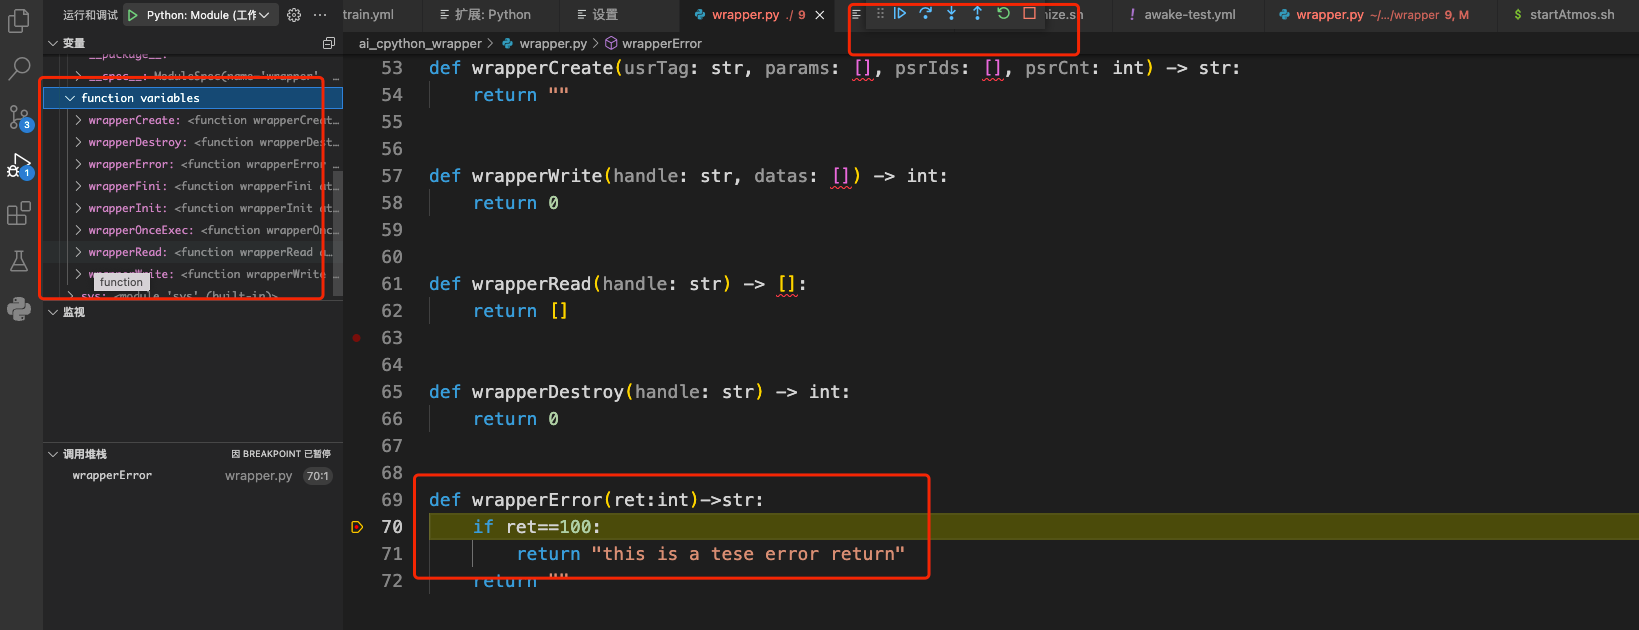 运行和调试 Python: Module (工作 ···
train.yml 扩展: Python 设置 wrapper.py ./ 9 nize.sh ! awake-test.yml wrapper.py ~/.../wrapper 9, M $ startAtmos.sh
变量
ai_cpython_wrapper > wrapper.py > wrapperError
__package__:
__spec__: ModuleSpec(name='wrapper' …
function variables
wrapperCreate: <function wrapperCreat…
wrapperDestroy: <function wrapperDest…
wrapperError: <function wrapperError …
wrapperFini: <function wrapperFini at…
wrapperInit: <function wrapperInit at…
wrapperOnceExec: <function wrapperOnc…
wrapperRead: <function wrapperRead a…
wrapperWrite: <function wrapperWrite …
function
sys: <module 'sys' (built-in)>
监视
调用堆栈 因 BREAKPOINT 已暂停
wrapperError wrapper.py 70:1
3
1
53 def wrapperCreate(usrTag: str, params: [], psrIds: [], psrCnt: int) -> str:
54     return ""
55
56
57 def wrapperWrite(handle: str, datas: []) -> int:
58     return 0
59
60
61 def wrapperRead(handle: str) -> []:
62     return []
63
64
65 def wrapperDestroy(handle: str) -> int:
66     return 0
67
68
69 def wrapperError(ret:int)->str:
70     if ret==100:
71         return "this is a tese error return"
72     return ""